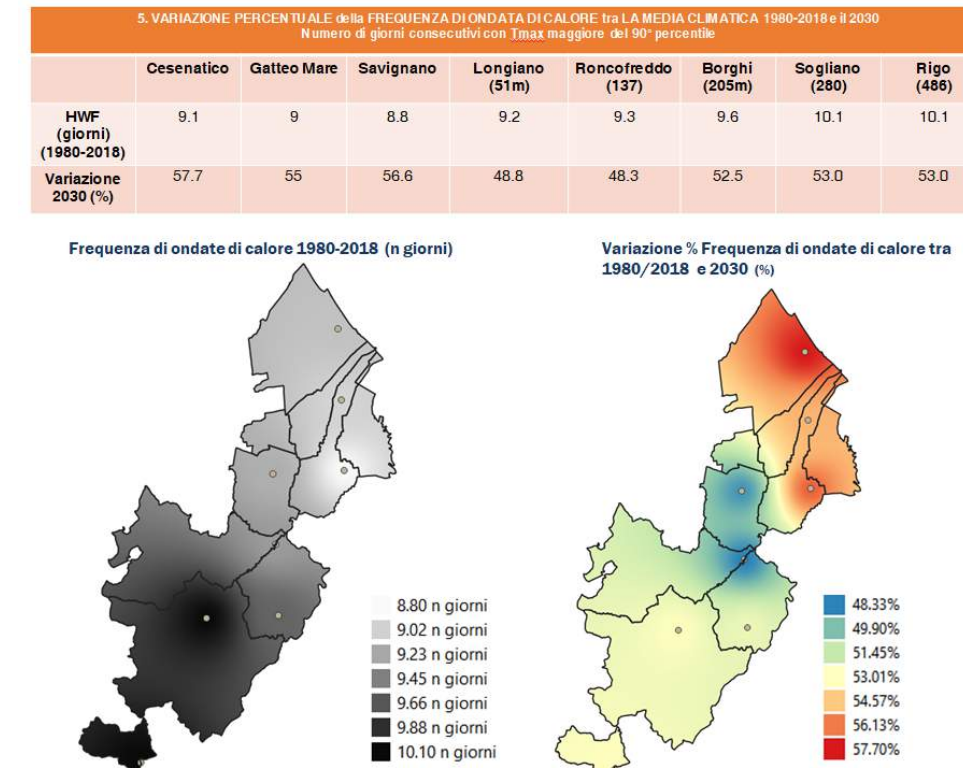 5. VARIAZIONE PERCENTUALE della FREQUENZA DI ONDATA DI CALORE tra LA MEDIA CLIMATICA 1980-2018 e il 2030
Numero di giorni consecutivi con Tmax maggiore del 90° percentile
Cesenatico Gatteo Mare Savignano Longiano Roncofreddo Borghi Sogliano Rigo
(51m) (137) (205m) (280) (486)
HWF 9.1 9 8.8 9.2 9.3 9.6 10.1 10.1
(giorni)
(1980-2018)
Variazione 57.7 55 56.6 48.8 48.3 52.5 53.0 53.0
2030 (%)
Frequenza di ondate di calore 1980-2018 (n giorni)
8.80 n giorni
9.02 n giorni
9.23 n giorni
9.45 n giorni
9.66 n giorni
9.88 n giorni
10.10 n giorni
Variazione % Frequenza di ondate di calore tra
1980/2018 e 2030 (%)
48.33%
49.90%
51.45%
53.01%
54.57%
56.13%
57.70%